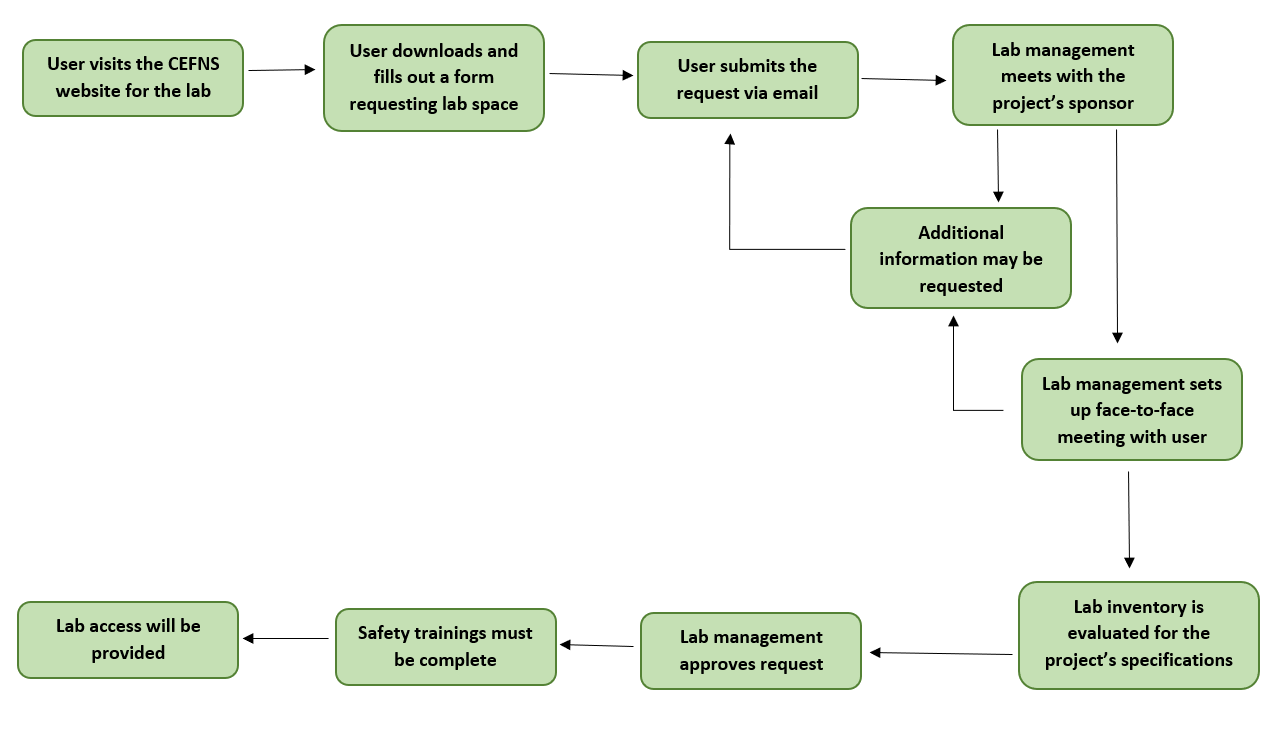 User visits the CEFNS
website for the lab
User downloads and
fills out a form
requesting lab space
User submits the
request via email
Lab management
meets with the
project’s sponsor
Additional
information may be
requested
Lab management sets
up face-to-face
meeting with user
Lab inventory is
evaluated for the
project’s specifications
Lab management
approves request
Safety trainings must
be complete
Lab access will be
provided